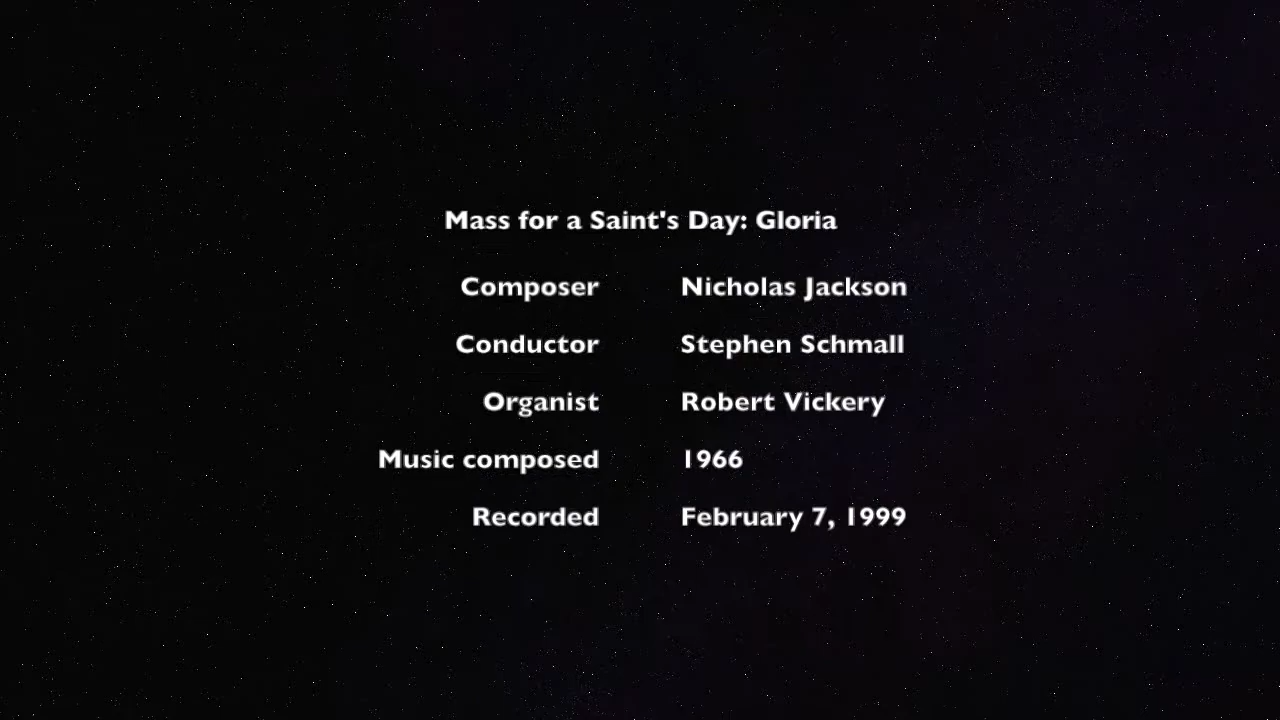 Mass for a Saint's Day: Gloria
Composer Nicholas Jackson
Conductor Stephen Schmall
Organist Robert Vickery
Music composed 1966
Recorded February 7, 1999